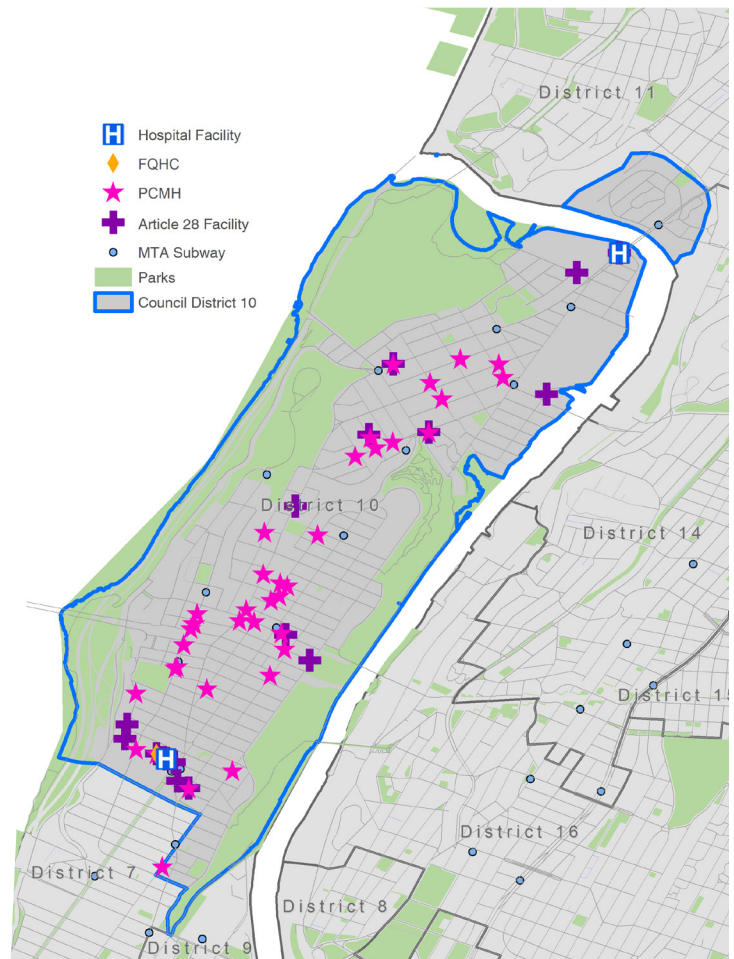 District 11
H Hospital Facility
FQHC
PCMH
Article 28 Facility
MTA Subway
Parks
Council District 10
H
District 10
District 14
District 15
H
District 16
District 7
District 8
District 9